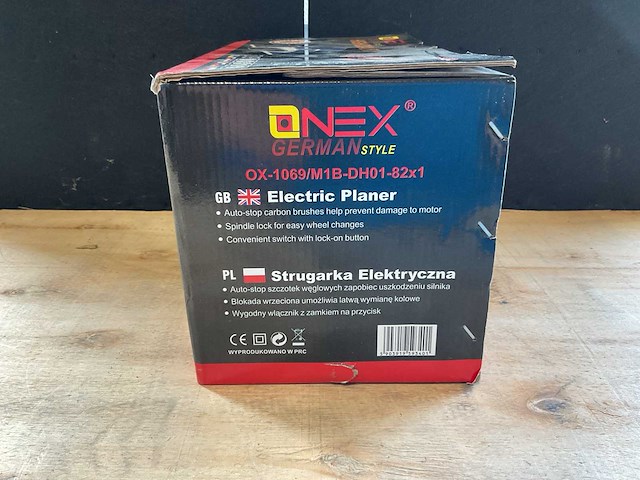 ONEX®
GERMAN STYLE
OX-1069/M1B-DH01-82x1
GB Electric Planer
• Auto-stop carbon brushes help prevent damage to motor
• Spindle lock for easy wheel changes
• Convenient switch with lock-on button
PL Strugarka Elektryczna
• Auto-stop szczotek węglowych zapobiec uszkodzeniu silnika
• Blokada wrzeciona umożliwia łatwą wymianę kołowe
• Wygodny włącznik z zamkiem na przycisk
CE
WYPRODUKOWANO W PRC